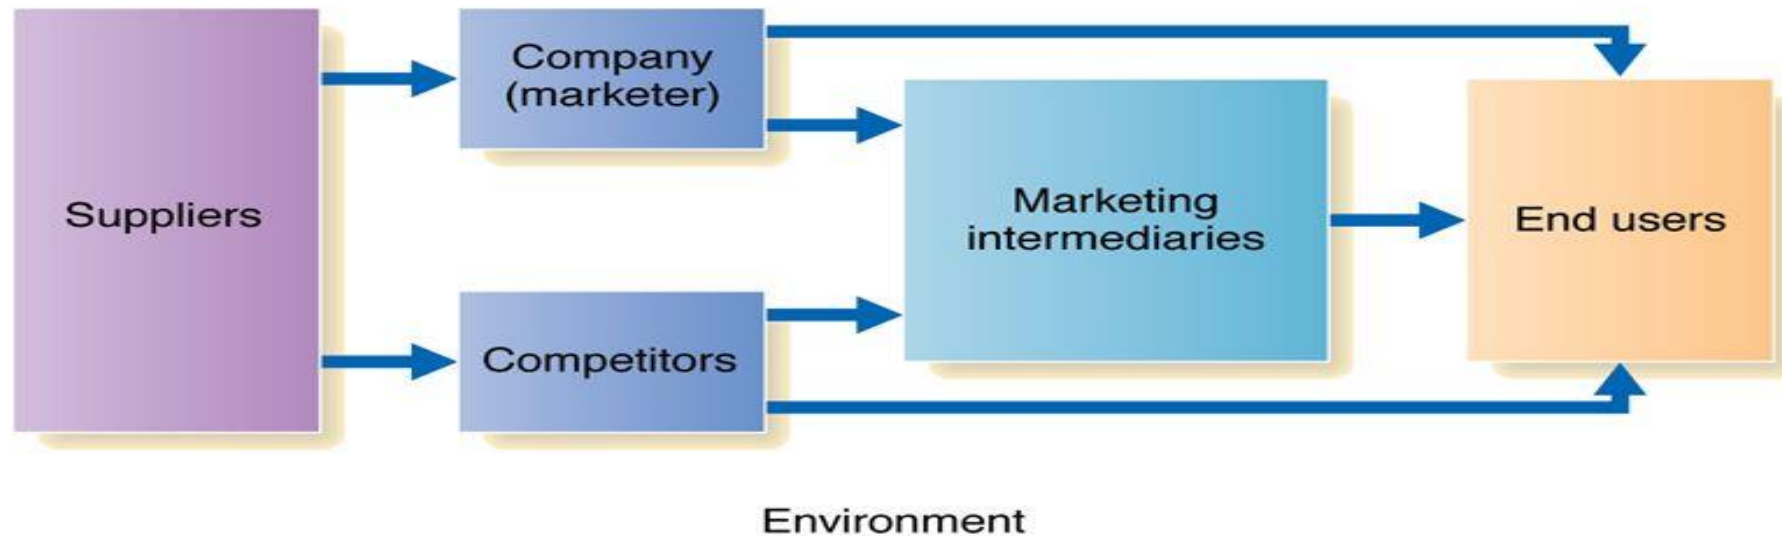 Suppliers
Company
(marketer)
Competitors
Marketing
intermediaries
End users
Environment